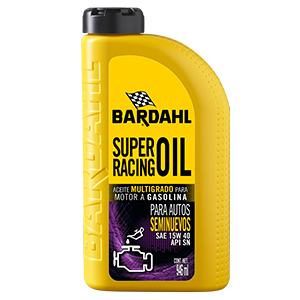 BARDAHL
BARDAHL
SUPER
RACING OIL
ACEITE MULTIGRADO PARA
MOTOR A GASOLINA
PARA AUTOS
SEMINUEVOS
SAE 15W 40
API SN
CONT. NET.
946 ml